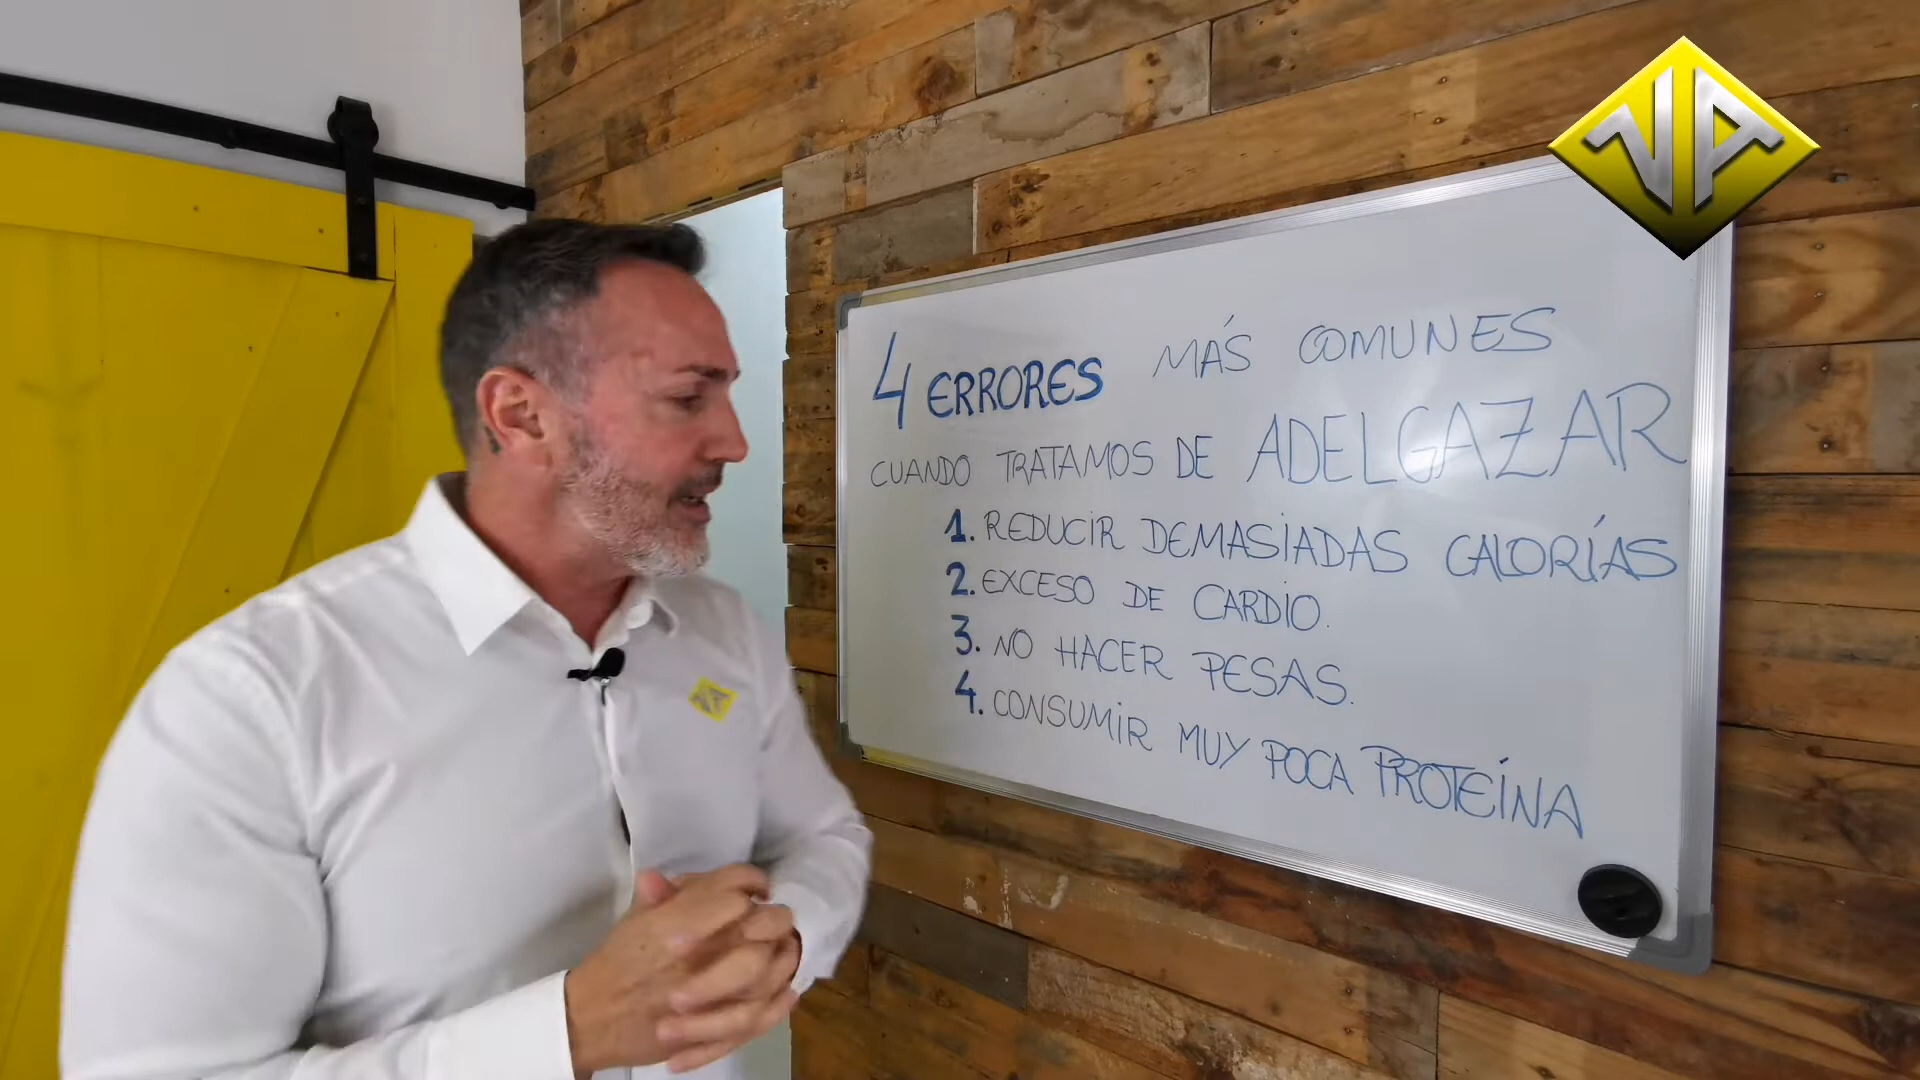 4 ERRORES MÁS COMUNES
CUANDO TRATAMOS DE ADELGAZAR
1. REDUCIR DEMASIADAS CALORÍAS
2. EXCESO DE CARDIO.
3. NO HACER PESAS.
4. CONSUMIR MUY POCA PROTEÍNA